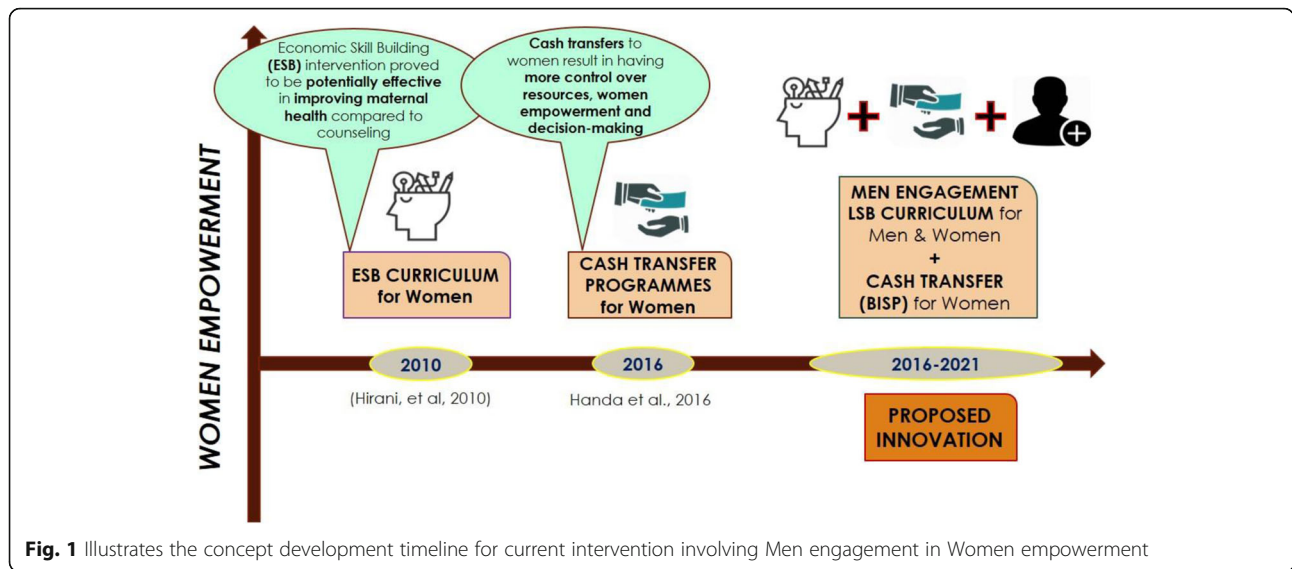 WOMEN EMPOWERMENT
Economic Skill Building
(ESB) intervention proved
to be potentially effective
in improving maternal
health compared to
counseling
Cash transfers to
women result in having
more control over
resources, women
empowerment and
decision-making
ESB CURRICULUM
for Women
CASH TRANSFER
PROGRAMMES
for Women
MEN ENGAGEMENT
LSB CURRICULUM for
Men & Women
+
CASH TRANSFER
(BISP) for Women
2010
2016
2016-2021
(Hirani, et al, 2010)
Handa et al., 2016
PROPOSED
INNOVATION
Fig. 1 Illustrates the concept development timeline for current intervention involving Men engagement in Women empowerment